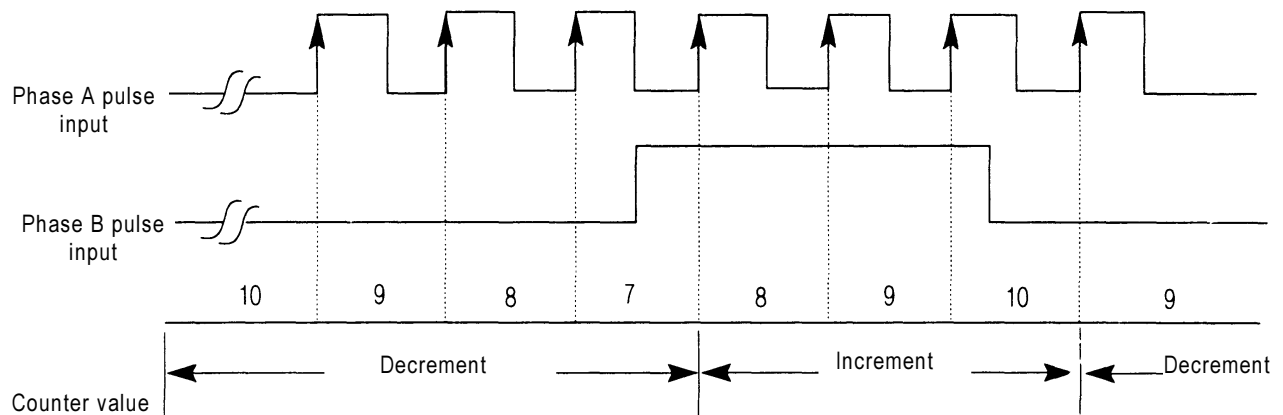 Phase A pulse
input
Phase B pulse
input
10 9 8 7 8 9 10 9
Decrement Increment Decrement
Counter value